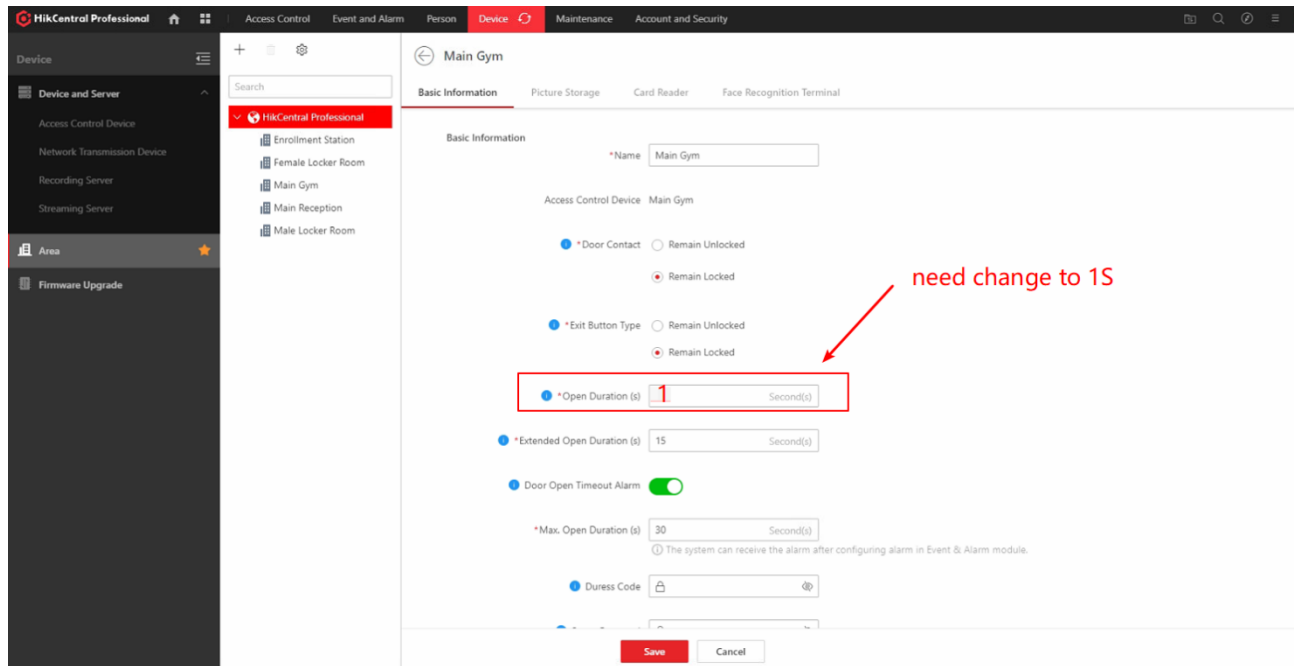 HikCentral Professional
Access Control
Event and Alarm
Person
Device
Maintenance
Account and Security
Device
Device and Server
Access Control Device
Network Transmission Device
Recording Server
Streaming Server
Area
Firmware Upgrade
Search
HikCentral Professional
Enrollment Station
Female Locker Room
Main Gym
Main Reception
Male Locker Room
Main Gym
Basic Information
Picture Storage
Card Reader
Face Recognition Terminal
Basic Information
*Name Main Gym
Access Control Device Main Gym
*Door Contact Remain Unlocked
Remain Locked
need change to 1S
*Exit Button Type Remain Unlocked
Remain Locked
*Open Duration (s) 1 Second(s)
*Extended Open Duration (s) 15 Second(s)
Door Open Timeout Alarm
*Max. Open Duration (s) 30 Second(s)
The system can receive the alarm after configuring alarm in Event & Alarm module.
Duress Code
Save
Cancel